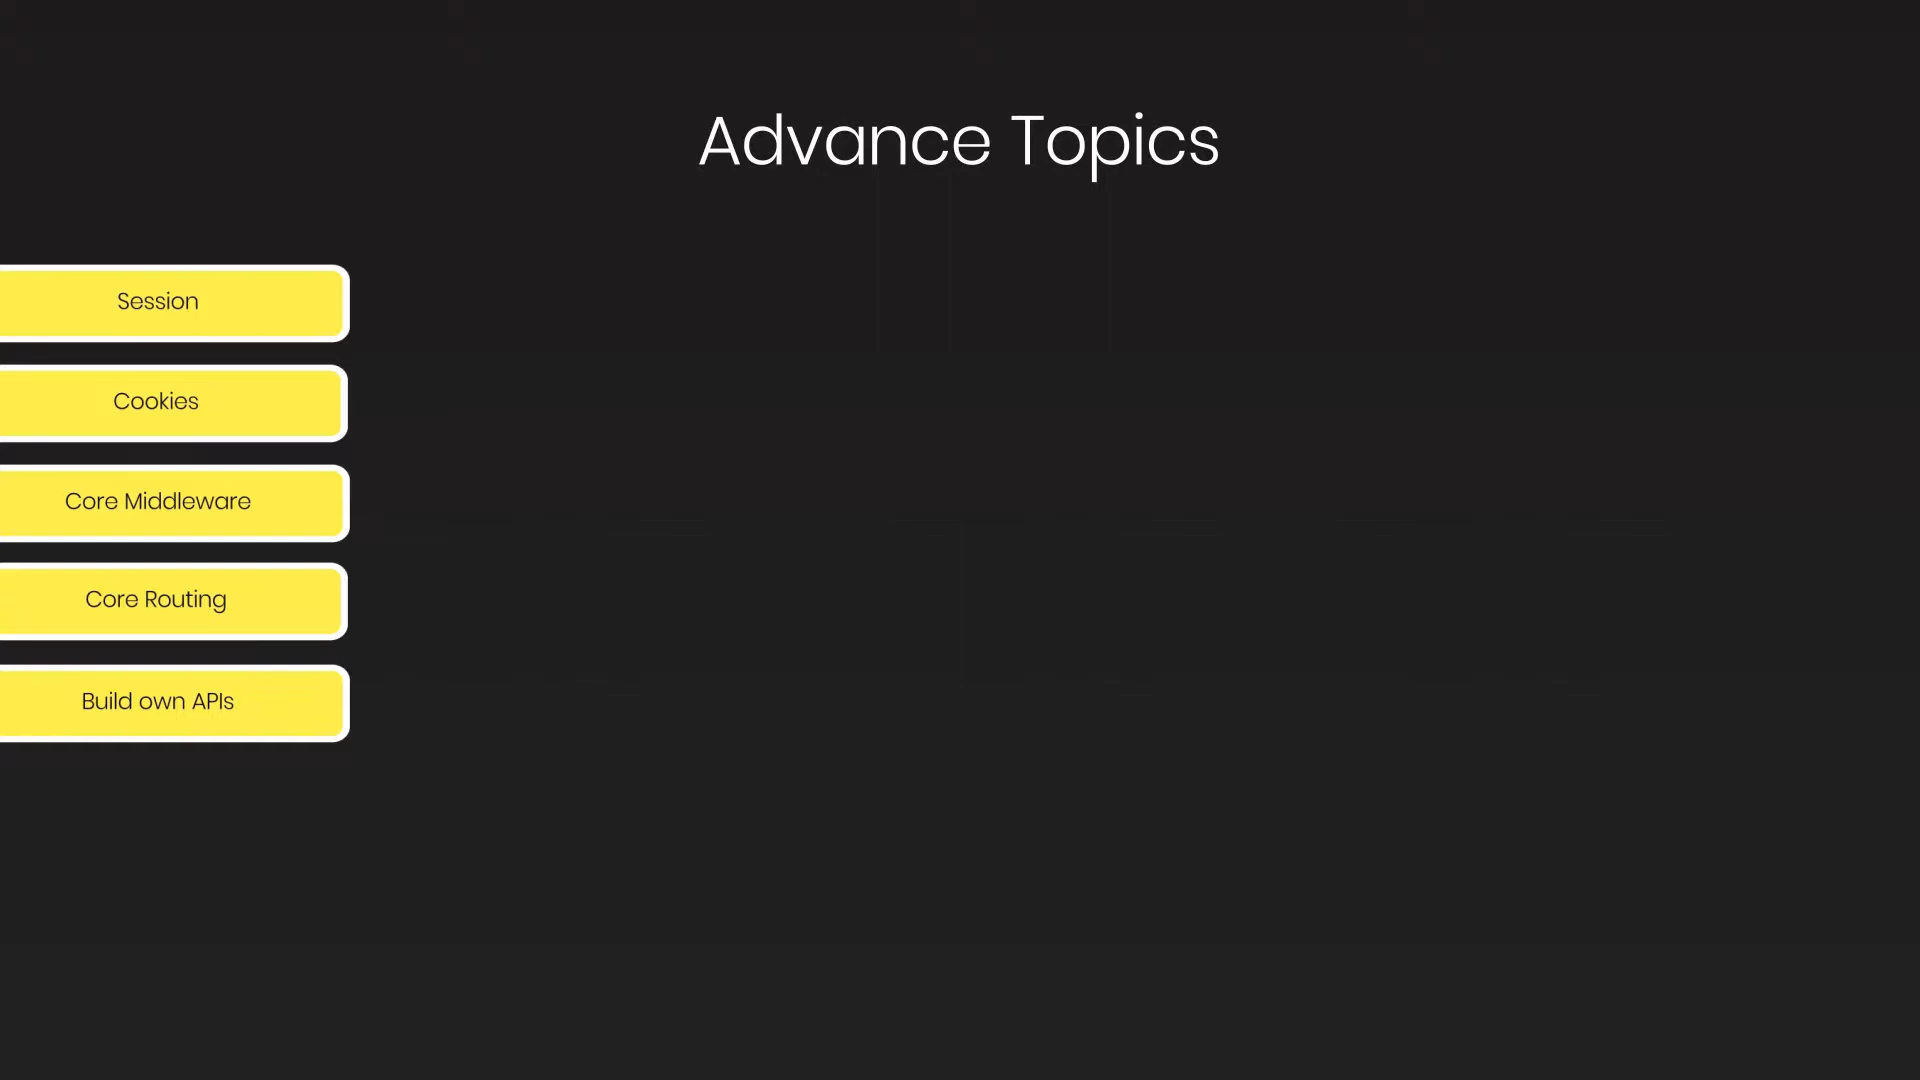 Advance Topics
Session
Cookies
Core Middleware
Core Routing
Build own APIs